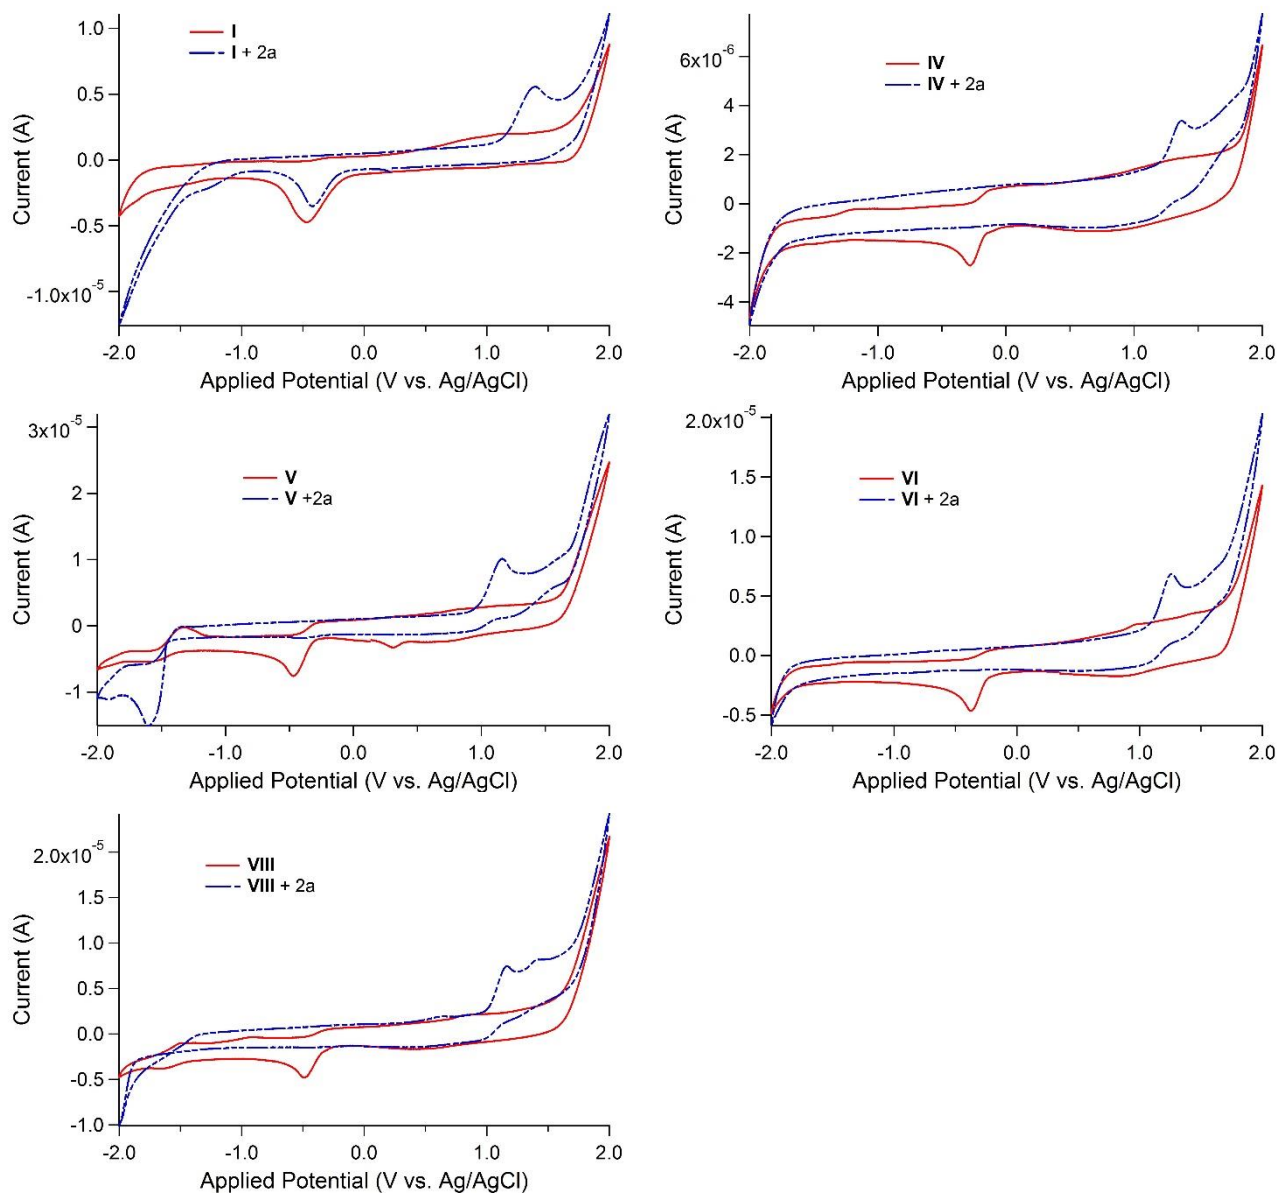 I
I + 2a
1.0
0.5
0.0
-0.5
-1.0x10-5
Current (A)
-2.0 -1.0 0.0 1.0 2.0
Applied Potential (V vs. Ag/AgCl)
IV
IV + 2a
6x10-6
4
2
0
-2
-4
Current (A)
-2.0 -1.0 0.0 1.0 2.0
Applied Potential (V vs. Ag/AgCl)
V
V +2a
3x10-5
2
1
0
-1
Current (A)
-2.0 -1.0 0.0 1.0 2.0
Applied Potential (V vs. Ag/AgCl)
VI
VI + 2a
2.0x10-5
1.5
1.0
0.5
0.0
-0.5
Current (A)
-2.0 -1.0 0.0 1.0 2.0
Applied Potential (V vs. Ag/AgCl)
VIII
VIII + 2a
2.0x10-5
1.5
1.0
0.5
0.0
-0.5
-1.0
Current (A)
-2.0 -1.0 0.0 1.0 2.0
Applied Potential (V vs. Ag/AgCl)